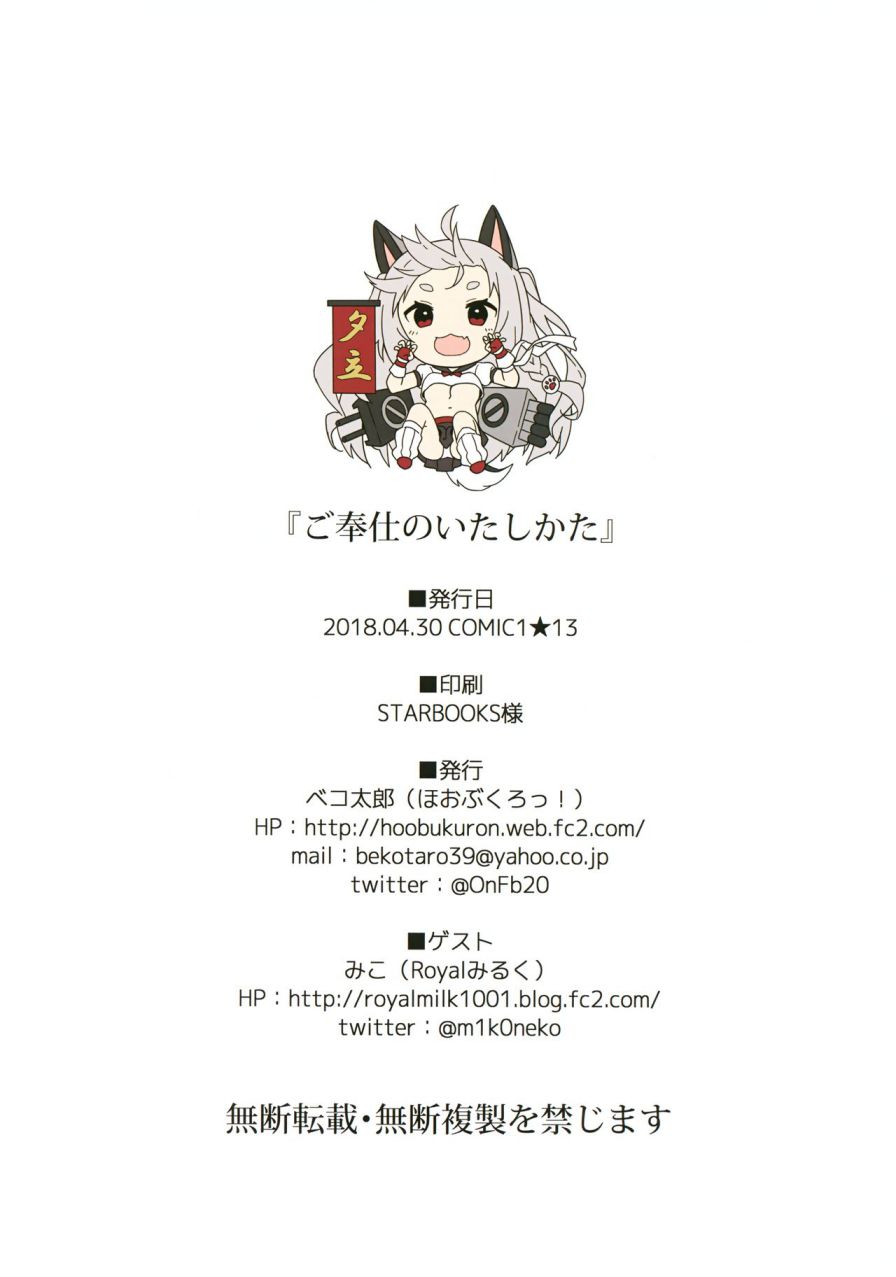 夕立
『ご奉仕のいたしかた』
■発行日
2018.04.30 COMIC1★13
■印刷
STARBOOKS様
■発行
ベコ太郎（ほおぶくろっ！）
HP：http://hoobukuron.web.fc2.com/
mail：bekotaro39@yahoo.co.jp
twitter：@OnFb20
■ゲスト
みこ（Royalみるく）
HP：http://royalmilk1001.blog.fc2.com/
twitter：@m1k0neko
無断転載・無断複製を禁じます